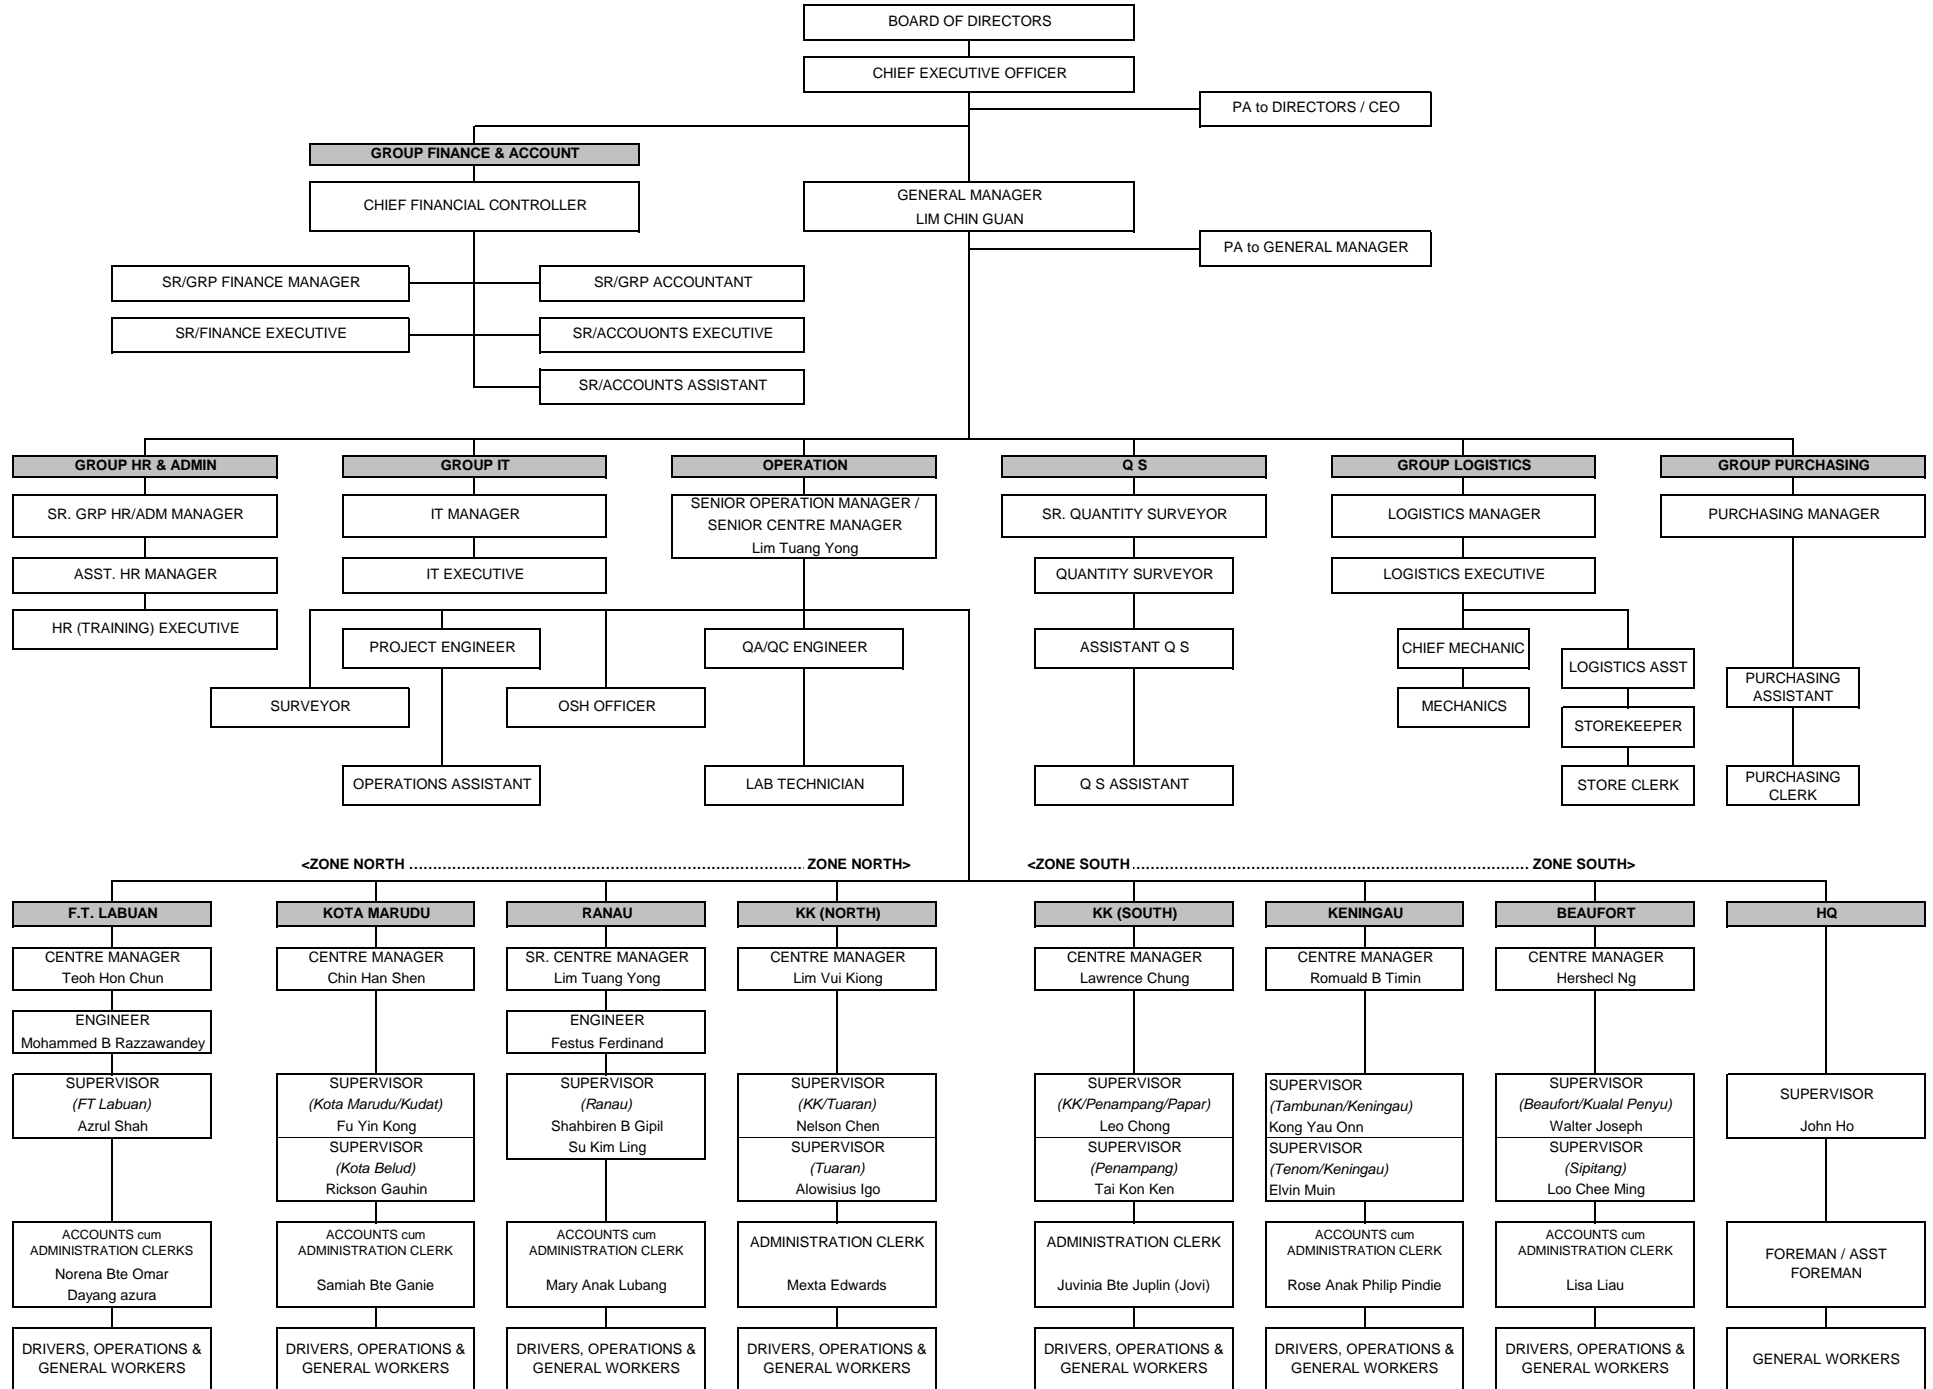 BOARD OF DIRECTORS
CHIEF EXECUTIVE OFFICER
PA to DIRECTORS / CEO
GROUP FINANCE & ACCOUNT
CHIEF FINANCIAL CONTROLLER
GENERAL MANAGER
LIM CHIN GUAN
PA to GENERAL MANAGER
SR/GRP FINANCE MANAGER
SR/GRP ACCOUNTANT
SR/FINANCE EXECUTIVE
SR/ACCOUONTS EXECUTIVE
SR/ACCOUNTS ASSISTANT
GROUP HR & ADMIN
SR. GRP HR/ADM MANAGER
ASST. HR MANAGER
HR (TRAINING) EXECUTIVE
GROUP IT
IT MANAGER
IT EXECUTIVE
OPERATION
SENIOR OPERATION MANAGER /
SENIOR CENTRE MANAGER
Lim Tuang Yong
PROJECT ENGINEER
QA/QC ENGINEER
SURVEYOR
OSH OFFICER
OPERATIONS ASSISTANT
LAB TECHNICIAN
Q S
SR. QUANTITY SURVEYOR
QUANTITY SURVEYOR
ASSISTANT Q S
Q S ASSISTANT
GROUP LOGISTICS
LOGISTICS MANAGER
LOGISTICS EXECUTIVE
CHIEF MECHANIC
MECHANICS
LOGISTICS ASST
STOREKEEPER
STORE CLERK
GROUP PURCHASING
PURCHASING MANAGER
PURCHASING
ASSISTANT
PURCHASING
CLERK
<ZONE NORTH ................................................................................. ZONE NORTH>
<ZONE SOUTH.................................................................................. ZONE SOUTH>
F.T. LABUAN
CENTRE MANAGER
Teoh Hon Chun
ENGINEER
Mohammed B Razzawandey
SUPERVISOR
(FT Labuan)
Azrul Shah
ACCOUNTS cum
ADMINISTRATION CLERKS
Norena Bte Omar
Dayang azura
DRIVERS, OPERATIONS &
GENERAL WORKERS
KOTA MARUDU
CENTRE MANAGER
Chin Han Shen
SUPERVISOR
(Kota Marudu/Kudat)
Fu Yin Kong
SUPERVISOR
(Kota Belud)
Rickson Gauhin
ACCOUNTS cum
ADMINISTRATION CLERK
Samiah Bte Ganie
DRIVERS, OPERATIONS &
GENERAL WORKERS
RANAU
SR. CENTRE MANAGER
Lim Tuang Yong
ENGINEER
Festus Ferdinand
SUPERVISOR
(Ranau)
Shahbiren B Gipil
Su Kim Ling
ACCOUNTS cum
ADMINISTRATION CLERK
Mary Anak Lubang
DRIVERS, OPERATIONS &
GENERAL WORKERS
KK (NORTH)
CENTRE MANAGER
Lim Vui Kiong
SUPERVISOR
(KK/Tuaran)
Nelson Chen
SUPERVISOR
(Tuaran)
Alowisius Igo
ADMINISTRATION CLERK
Mexta Edwards
DRIVERS, OPERATIONS &
GENERAL WORKERS
KK (SOUTH)
CENTRE MANAGER
Lawrence Chung
SUPERVISOR
(KK/Penampang/Papar)
Leo Chong
SUPERVISOR
(Penampang)
Tai Kon Ken
ADMINISTRATION CLERK
Juvinia Bte Juplin (Jovi)
DRIVERS, OPERATIONS &
GENERAL WORKERS
KENINGAU
CENTRE MANAGER
Romuald B Timin
SUPERVISOR
(Tambunan/Keningau)
Kong Yau Onn
SUPERVISOR
(Tenom/Keningau)
Elvin Muin
ACCOUNTS cum
ADMINISTRATION CLERK
Rose Anak Philip Pindie
DRIVERS, OPERATIONS &
GENERAL WORKERS
BEAUFORT
CENTRE MANAGER
Hershecl Ng
SUPERVISOR
(Beaufort/Kualal Penyu)
Walter Joseph
SUPERVISOR
(Sipitang)
Loo Chee Ming
ACCOUNTS cum
ADMINISTRATION CLERK
Lisa Liau
DRIVERS, OPERATIONS &
GENERAL WORKERS
HQ
SUPERVISOR
John Ho
FOREMAN / ASST
FOREMAN
GENERAL WORKERS